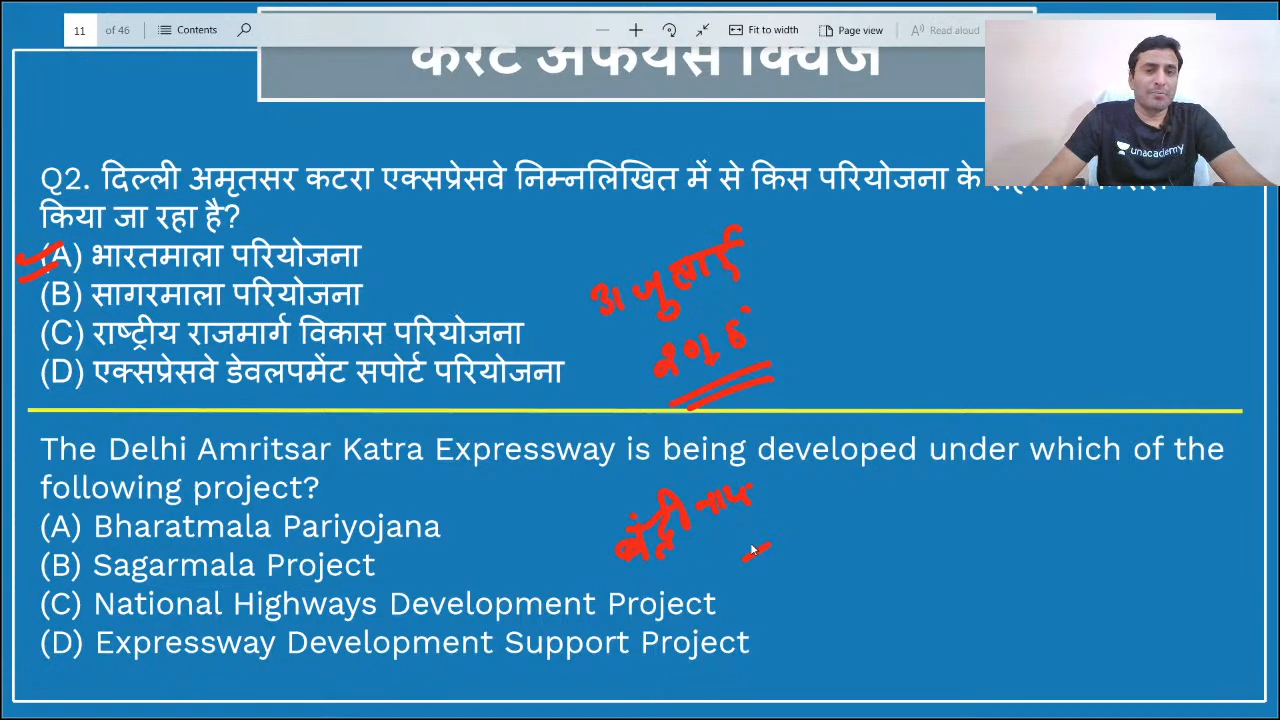 11 of 46 Contents Fit to width Page view Read aloud
करेंट अफेयर्स क्विज
Q2. दिल्ली अमृतसर कटरा एक्सप्रेसवे निम्नलिखित में से किस परियोजना के
किया जा रहा है?
(A) भारतमाला परियोजना
(B) सागरमाला परियोजना
(C) राष्ट्रीय राजमार्ग विकास परियोजना
(D) एक्सप्रेसवे डेवलपमेंट सपोर्ट परियोजना
जुलाई
The Delhi Amritsar Katra Expressway is being developed under which of the
following project?
(A) Bharatmala Pariyojana
(B) Sagarmala Project
(C) National Highways Development Project
(D) Expressway Development Support Project
unacademy